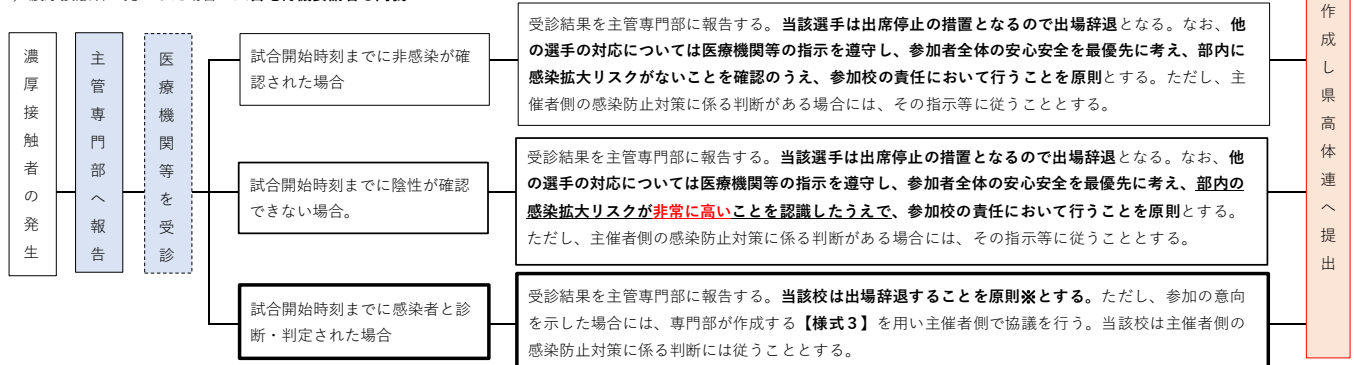 濃厚接触者の発生
主管専門部へ報告
医療機関等を受診
試合開始時刻までに非感染が確
認された場合
受診結果を主管専門部に報告する。当該選手は出席停止の措置となるので出場辞退となる。なお、他
の選手の対応については医療機関等の指示を遵守し、参加者全体の安心安全を最優先に考え、部内に
感染拡大リスクがないことを確認のうえ、参加校の責任において行うことを原則とする。ただし、主
催者側の感染防止対策に係る判断がある場合には、その指示等に従うこととする。
試合開始時刻までに陰性が確認
できない場合。
受診結果を主管専門部に報告する。当該選手は出席停止の措置となるので出場辞退となる。なお、他
の選手の対応については医療機関等の指示を遵守し、参加者全体の安心安全を最優先に考え、部内の
感染拡大リスクが非常に高いことを認識したうえで、参加校の責任において行うことを原則とする。
ただし、主催者側の感染防止対策に係る判断がある場合には、その指示等に従うこととする。
試合開始時刻までに感染者と診
断・判定された場合
受診結果を主管専門部に報告する。当該校は出場辞退することを原則※とする。ただし、参加の意向
を示した場合には、専門部が作成する【様式３】を用い主催者側で協議を行う。当該校は主催者側の
感染防止対策に係る判断には従うこととする。
作成し県高体連へ提出